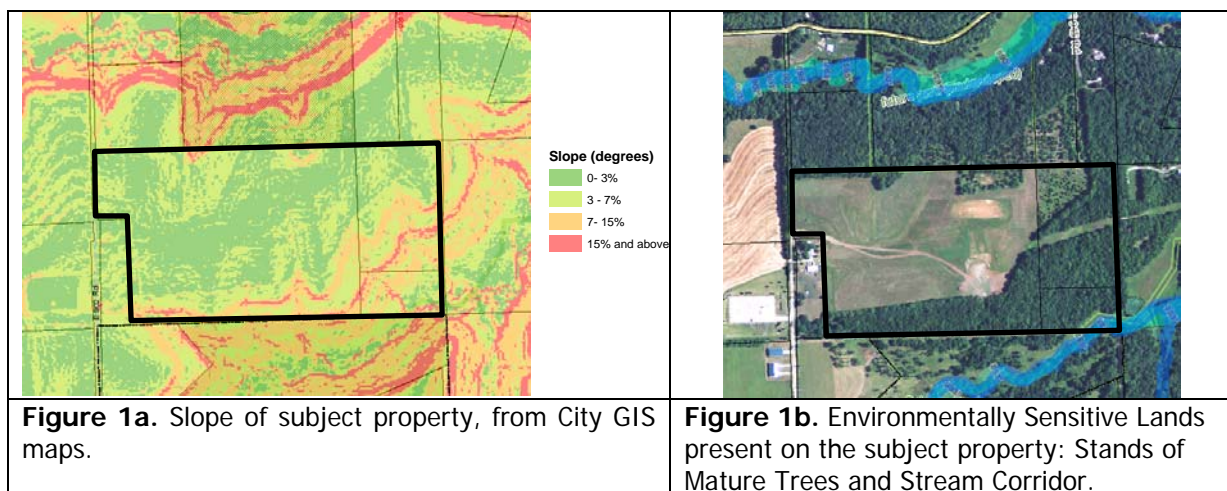 Slope (degrees)
0- 3%
3 - 7%
7- 15%
15% and above
Figure 1a. Slope of subject property, from City GIS
maps.
Figure 1b. Environmentally Sensitive Lands
present on the subject property: Stands of
Mature Trees and Stream Corridor.